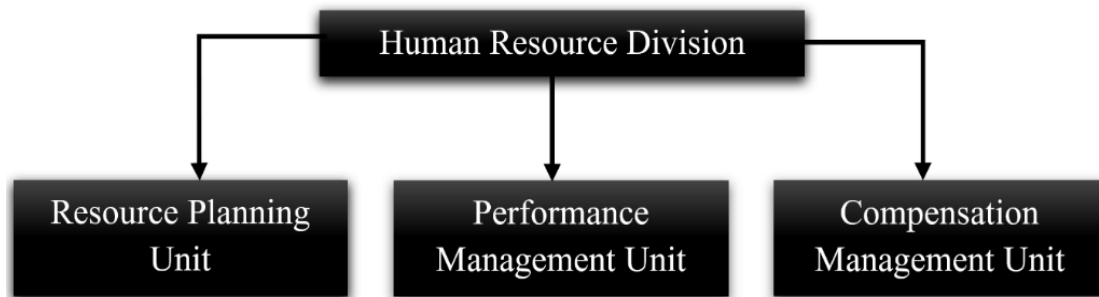 Human Resource Division
Resource Planning
Unit
Performance
Management Unit
Compensation
Management Unit